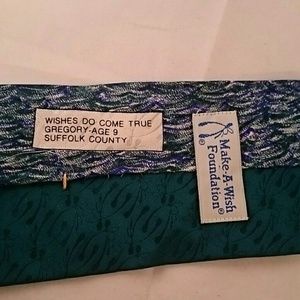 WISHES DO COME TRUE
GREGORY-AGE 9
SUFFOLK COUNTY
Make-A-Wish
Foundation®